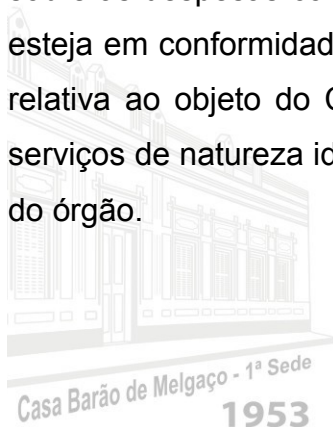 esteja em conformidad
relativa ao objeto do
serviços de natureza
do órgão.
Casa Barão de Melgaço - 1ª Sede
1953